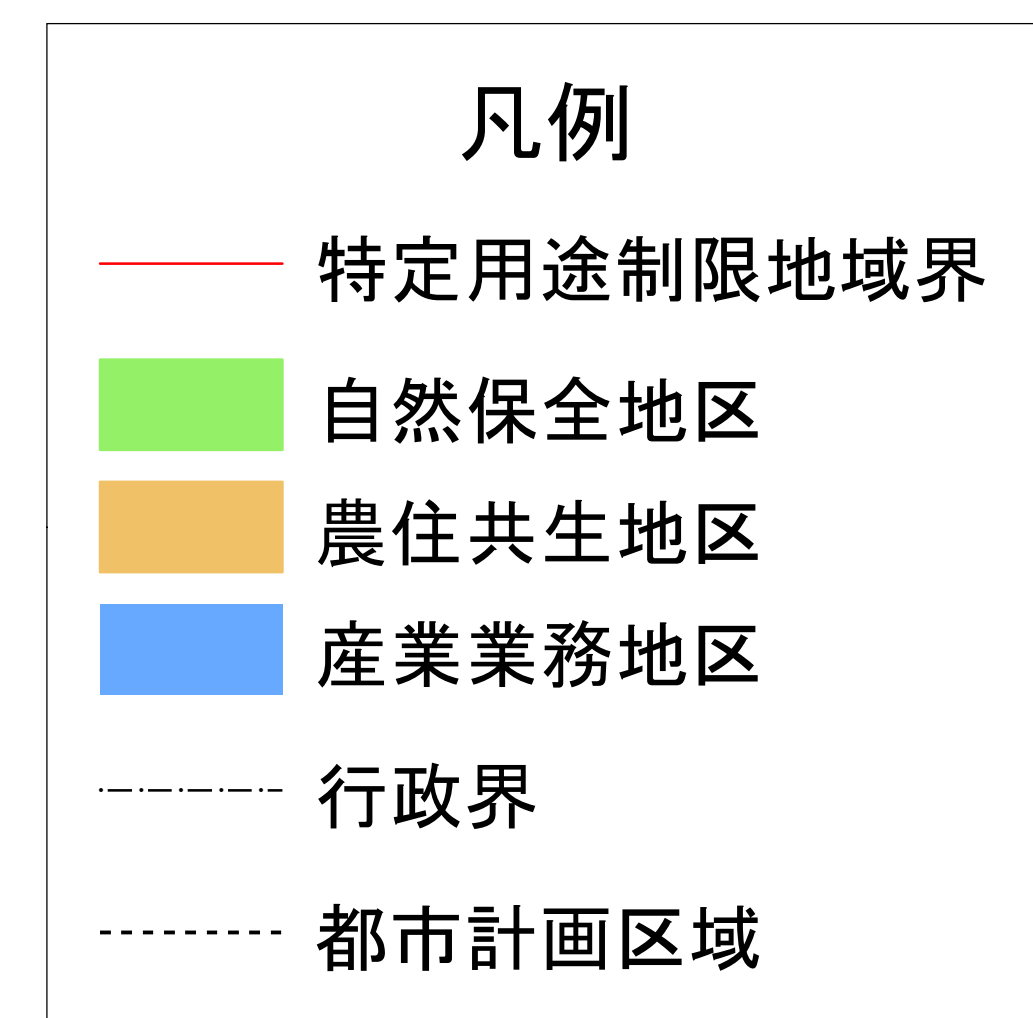 凡例
特定用途制限地域界
自然保全地区
農住共生地区
産業業務地区
行政界
都市計画区域